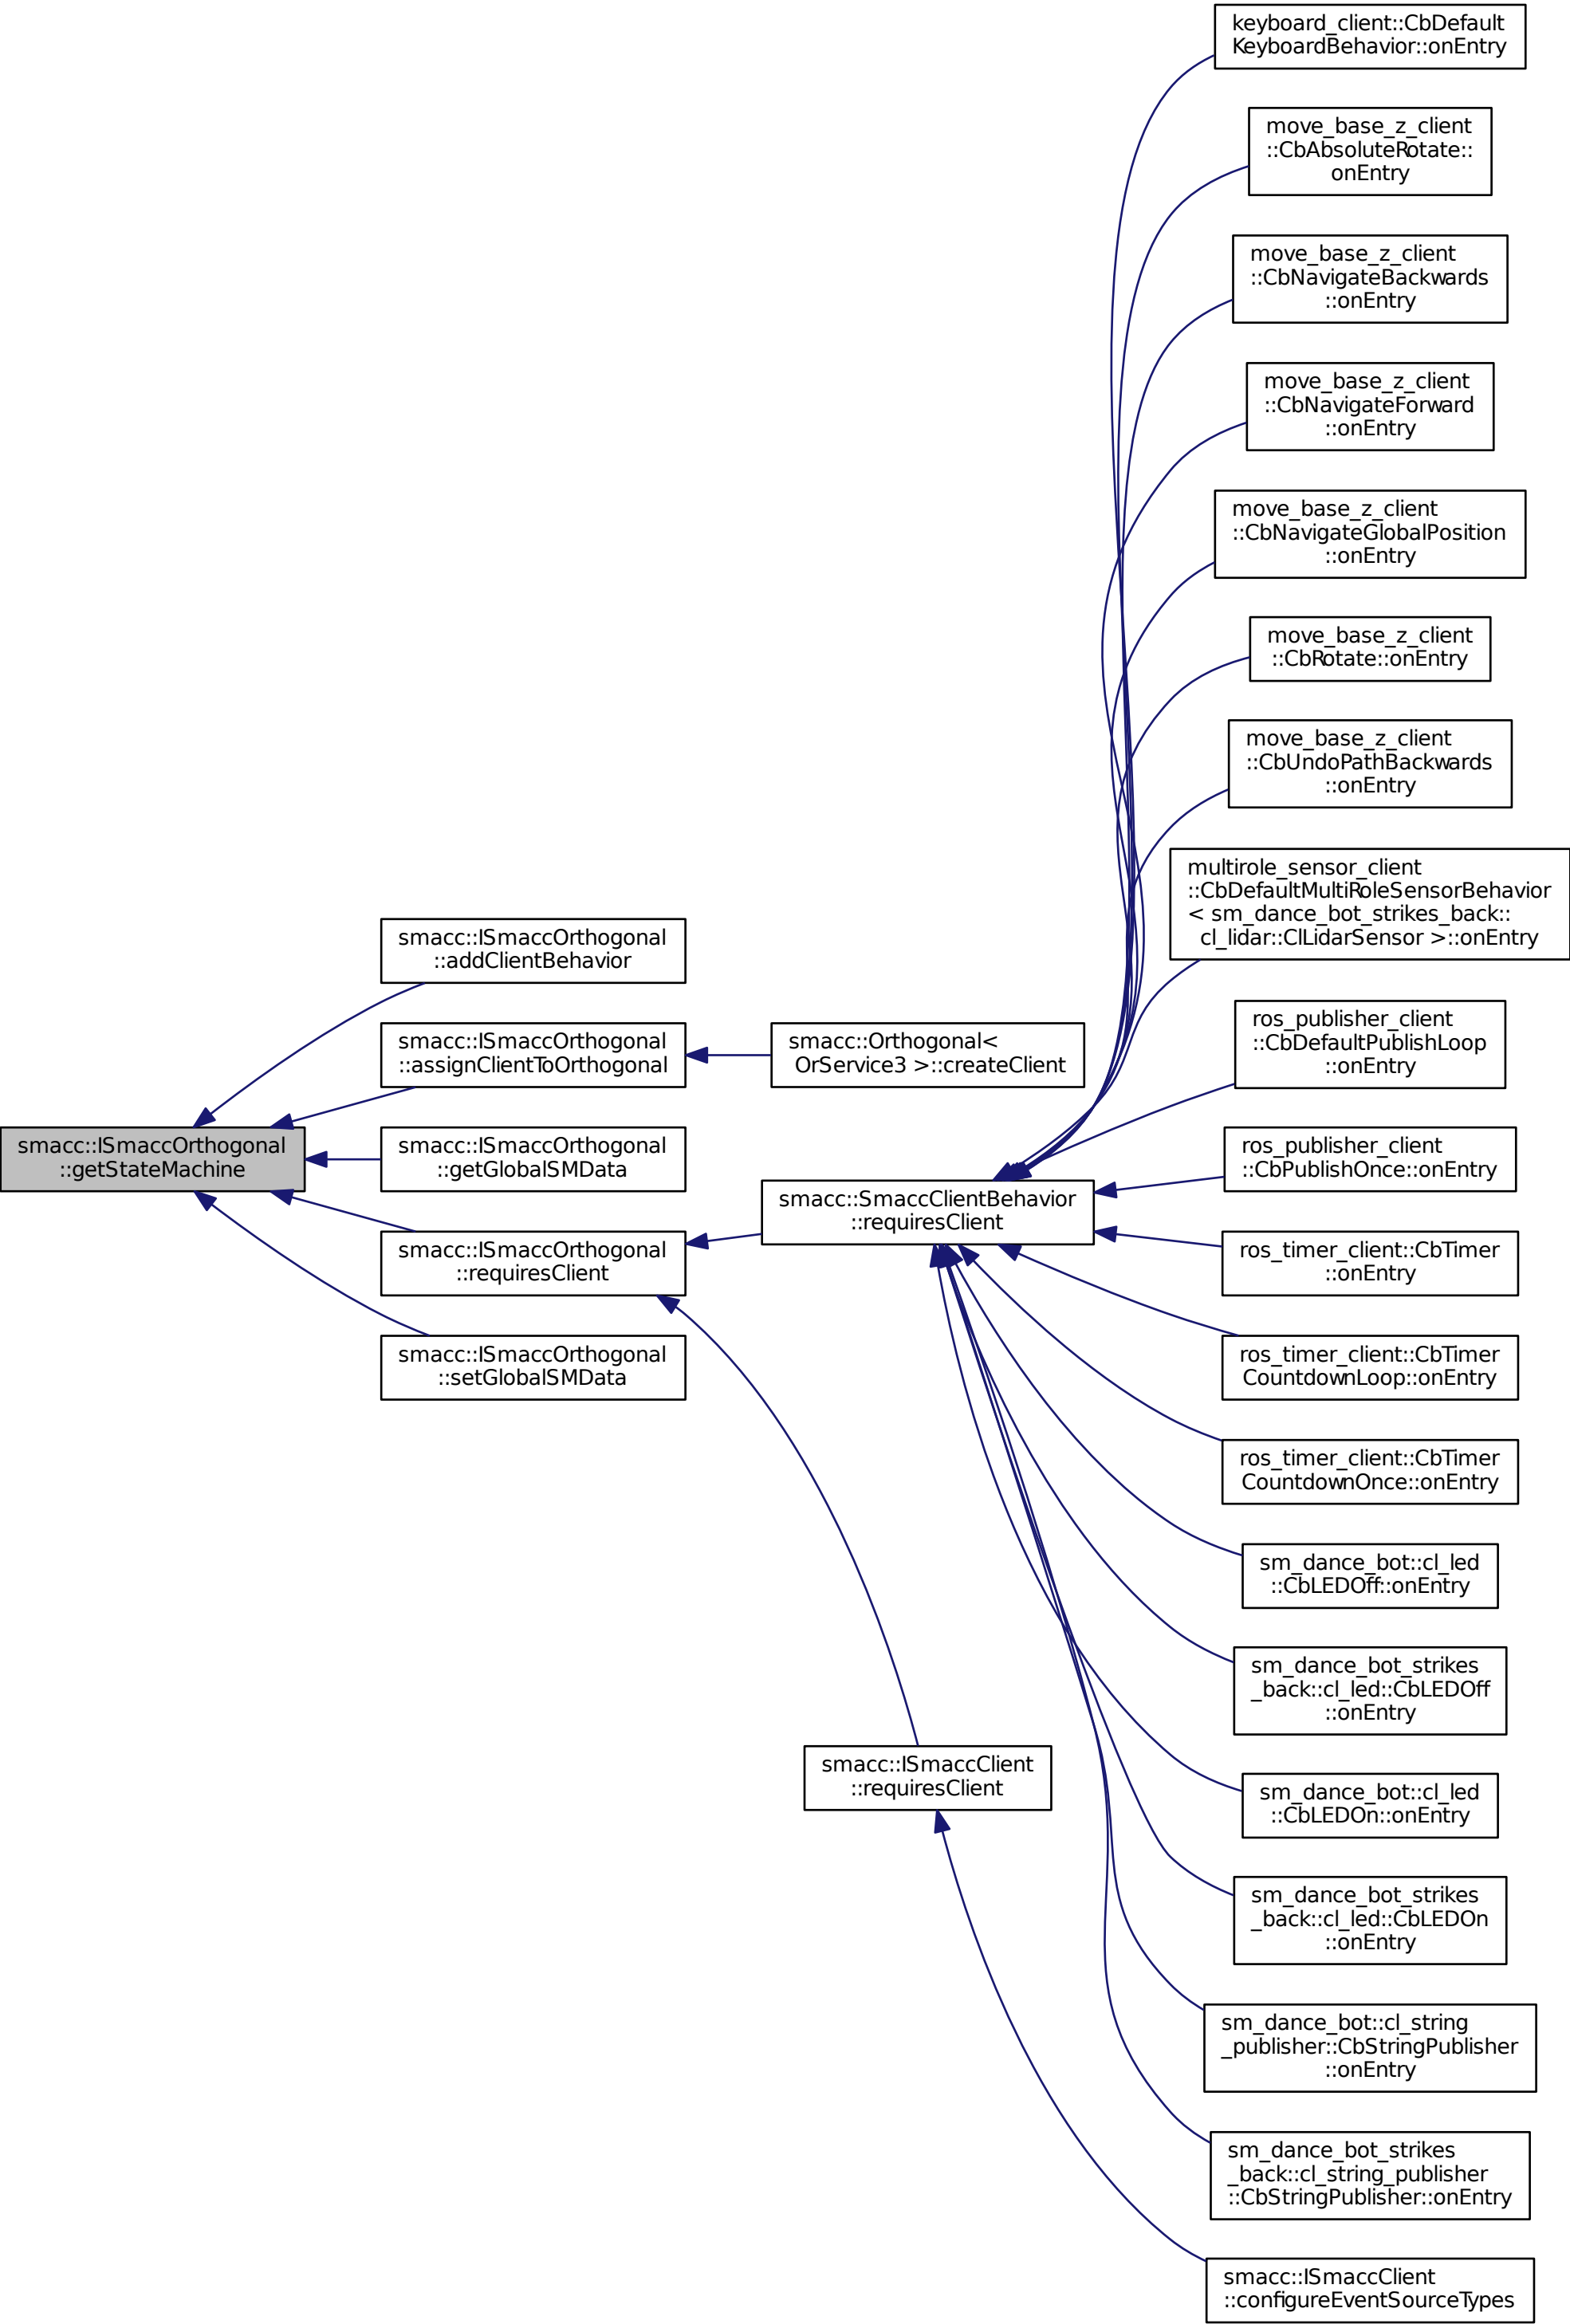 keyboard_client::CbDefault
KeyboardBehavior::onEntry
move_base_z_client
::CbAbsoluteRotate::
onEntry
move_base_z_client
::CbNavigateBackwards
::onEntry
move_base_z_client
::CbNavigateForward
::onEntry
move_base_z_client
::CbNavigateGlobalPosition
::onEntry
move_base_z_client
::CbRotate::onEntry
move_base_z_client
::CbUndoPathBackwards
::onEntry
multirole_sensor_client
::CbDefaultMultiRoleSensorBehavior
< sm_dance_bot_strikes_back::
cl_lidar::ClLidarSensor >::onEntry
smacc::ISmaccOrthogonal
::addClientBehavior
smacc::ISmaccOrthogonal
::assignClientToOrthogonal
smacc::Orthogonal<
OrService3 >::createClient
ros_publisher_client
::CbDefaultPublishLoop
::onEntry
smacc::ISmaccOrthogonal
::getStateMachine
smacc::ISmaccOrthogonal
::getGlobalSMData
ros_publisher_client
::CbPublishOnce::onEntry
smacc::SmaccClientBehavior
::requiresClient
smacc::ISmaccOrthogonal
::requiresClient
ros_timer_client::CbTimer
::onEntry
smacc::ISmaccOrthogonal
::setGlobalSMData
ros_timer_client::CbTimer
CountdownLoop::onEntry
ros_timer_client::CbTimer
CountdownOnce::onEntry
sm_dance_bot::cl_led
::CbLEDOff::onEntry
sm_dance_bot_strikes
_back::cl_led::CbLEDOff
::onEntry
smacc::ISmaccClient
::requiresClient
sm_dance_bot::cl_led
::CbLEDOn::onEntry
sm_dance_bot_strikes
_back::cl_led::CbLEDOn
::onEntry
sm_dance_bot::cl_string
_publisher::CbStringPublisher
::onEntry
sm_dance_bot_strikes
_back::cl_string_publisher
::CbStringPublisher::onEntry
smacc::ISmaccClient
::configureEventSourceTypes